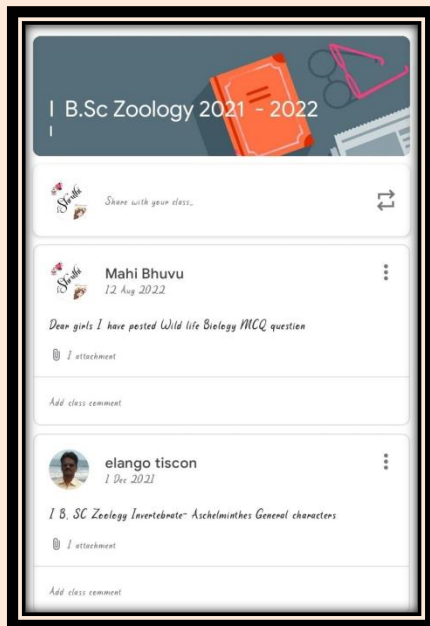 I B.Sc Zoology 2021 - 2022
I
Shruthi
Share with your class...
Shruthi
Mahi Bhuvu
12 Aug 2022
Dear girls I have posted Wild life Biology MCQ question
1 attachment
Add class comment
elango tiscon
1 Dec 2021
I B. SC Zoology Invertebrate- Aschelminthes General characters
1 attachment
Add class comment